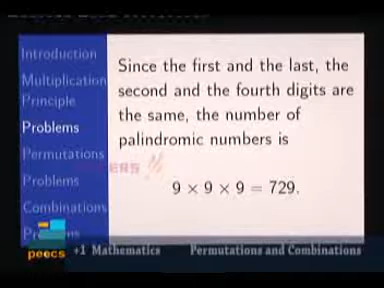 Introduction
Multiplication
Principle
Problems
Permutations
Problems
Combinations
Since the first and the last, the
second and the fourth digits are
the same, the number of
palindromic numbers is
9 × 9 × 9 = 729.
peecs
+1 Mathematics
Permutations and Combinations